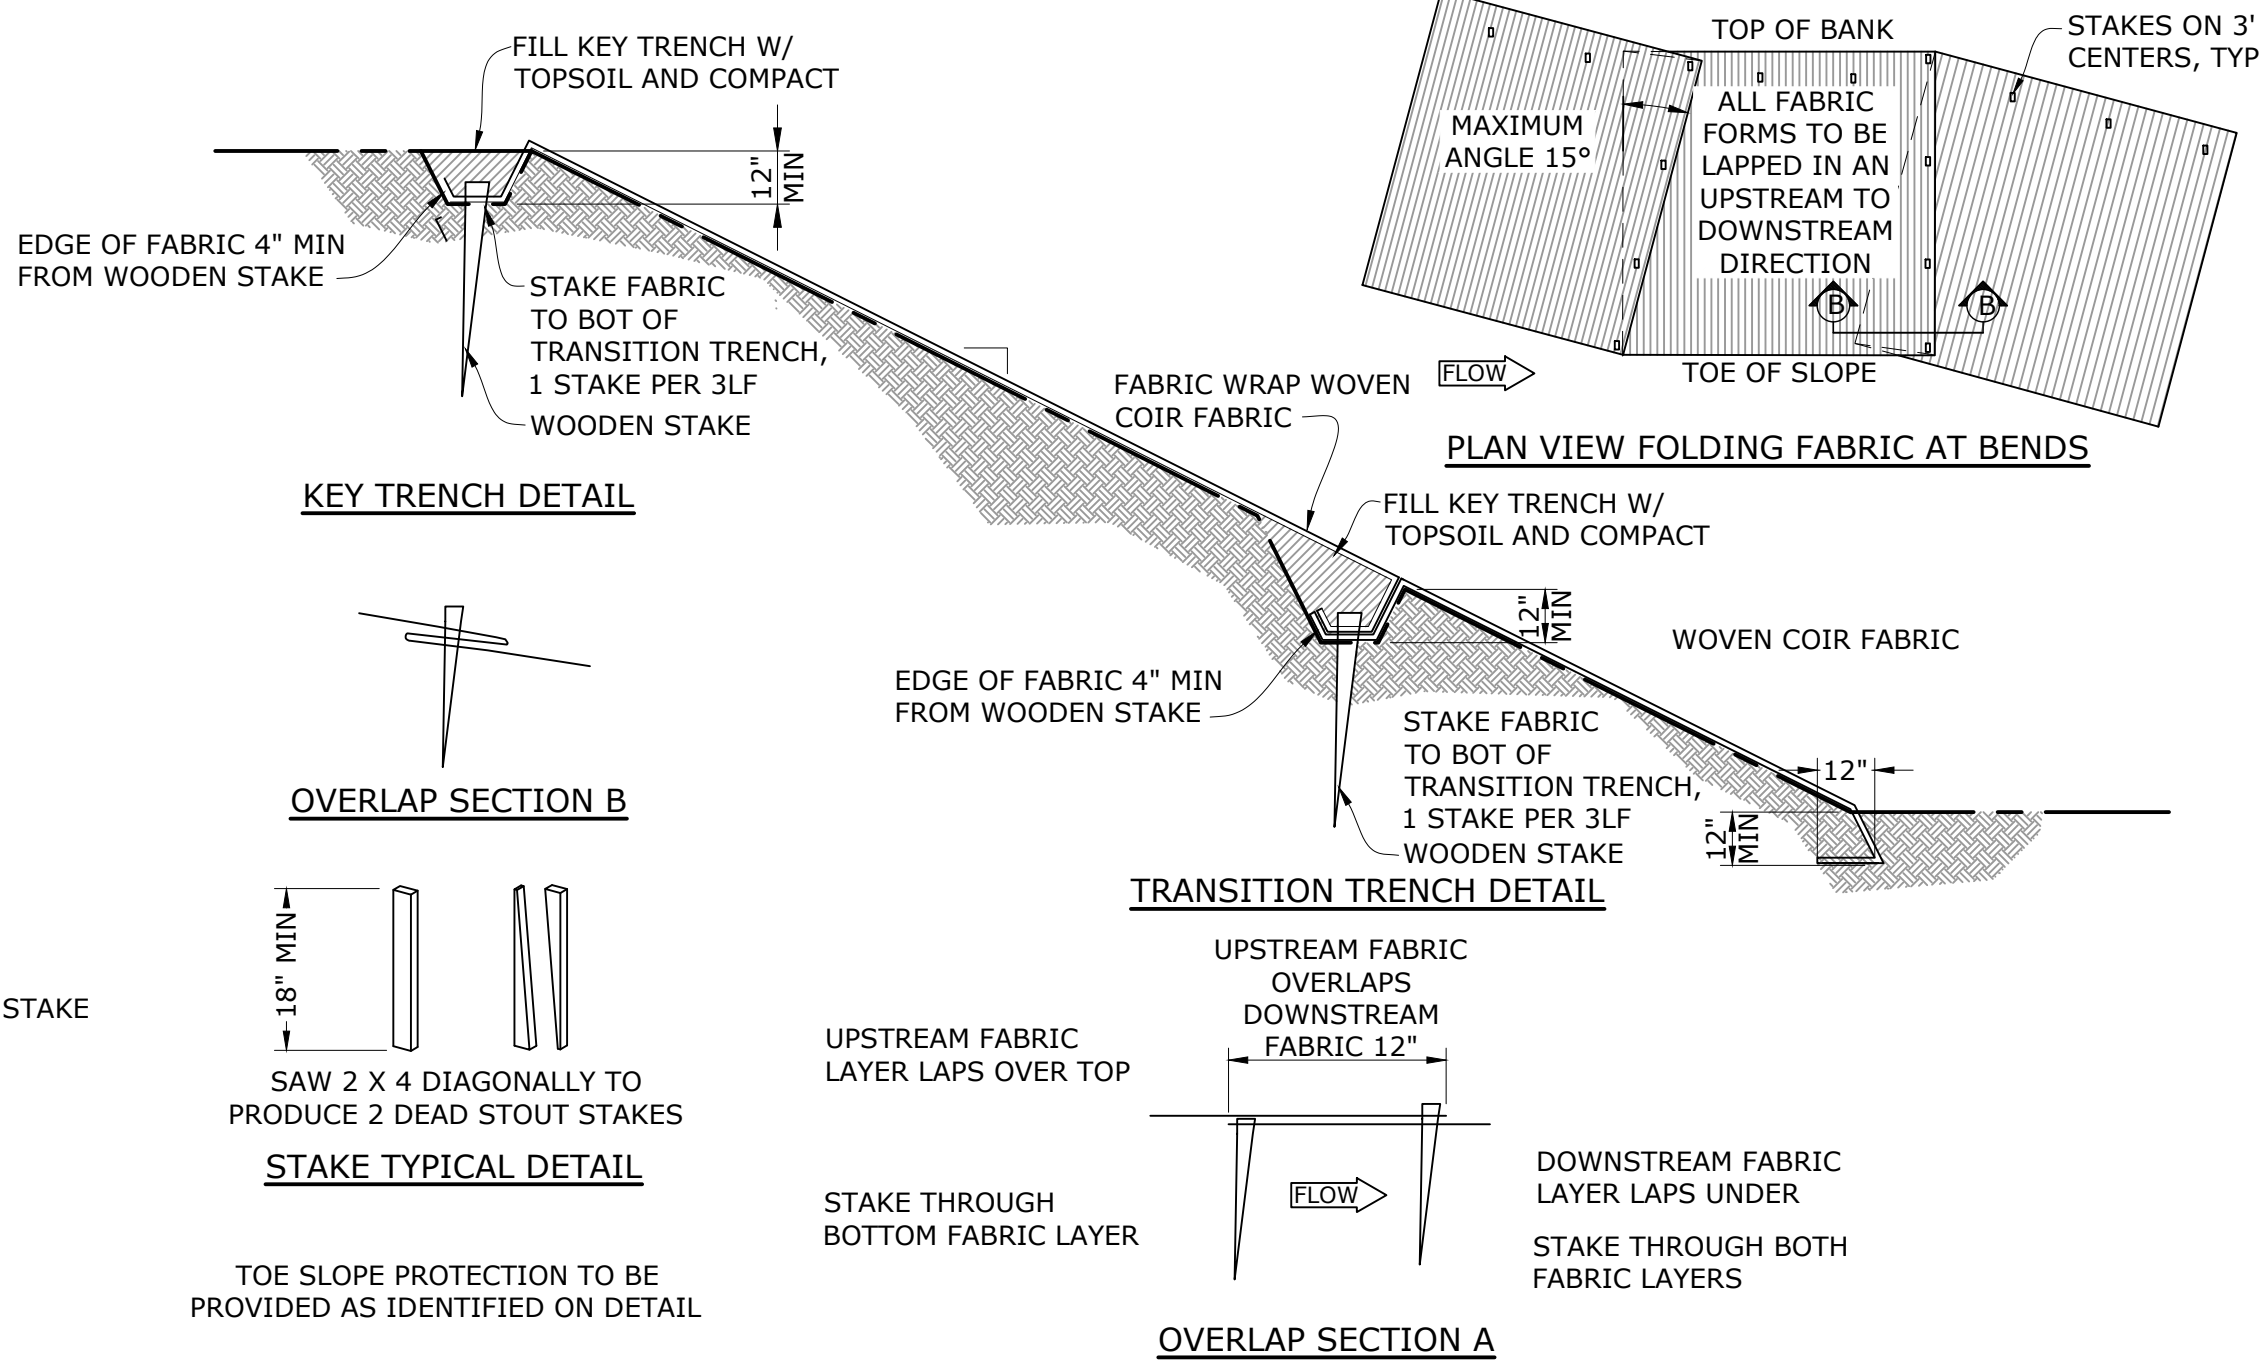 FILL KEY TRENCH W/
TOPSOIL AND COMPACT
12"
MIN
EDGE OF FABRIC 4" MIN
FROM WOODEN STAKE
STAKE FABRIC
TO BOT OF
TRANSITION TRENCH,
1 STAKE PER 3LF
WOODEN STAKE
KEY TRENCH DETAIL
TOP OF BANK
STAKES ON 3'
CENTERS, TYP
MAXIMUM
ANGLE 15°
ALL FABRIC
FORMS TO BE
LAPPED IN AN
UPSTREAM TO
DOWNSTREAM
DIRECTION
B
B
FLOW
TOE OF SLOPE
PLAN VIEW FOLDING FABRIC AT BENDS
FABRIC WRAP WOVEN
COIR FABRIC
FILL KEY TRENCH W/
TOPSOIL AND COMPACT
12"
MIN
WOVEN COIR FABRIC
EDGE OF FABRIC 4" MIN
FROM WOODEN STAKE
STAKE FABRIC
TO BOT OF
TRANSITION TRENCH,
1 STAKE PER 3LF
WOODEN STAKE
12"
12"
MIN
TRANSITION TRENCH DETAIL
OVERLAP SECTION B
STAKE
18" MIN
SAW 2 X 4 DIAGONALLY TO
PRODUCE 2 DEAD STOUT STAKES
STAKE TYPICAL DETAIL
TOE SLOPE PROTECTION TO BE
PROVIDED AS IDENTIFIED ON DETAIL
UPSTREAM FABRIC
OVERLAPS
DOWNSTREAM
FABRIC 12"
UPSTREAM FABRIC
LAYER LAPS OVER TOP
STAKE THROUGH
BOTTOM FABRIC LAYER
FLOW
DOWNSTREAM FABRIC
LAYER LAPS UNDER
STAKE THROUGH BOTH
FABRIC LAYERS
OVERLAP SECTION A